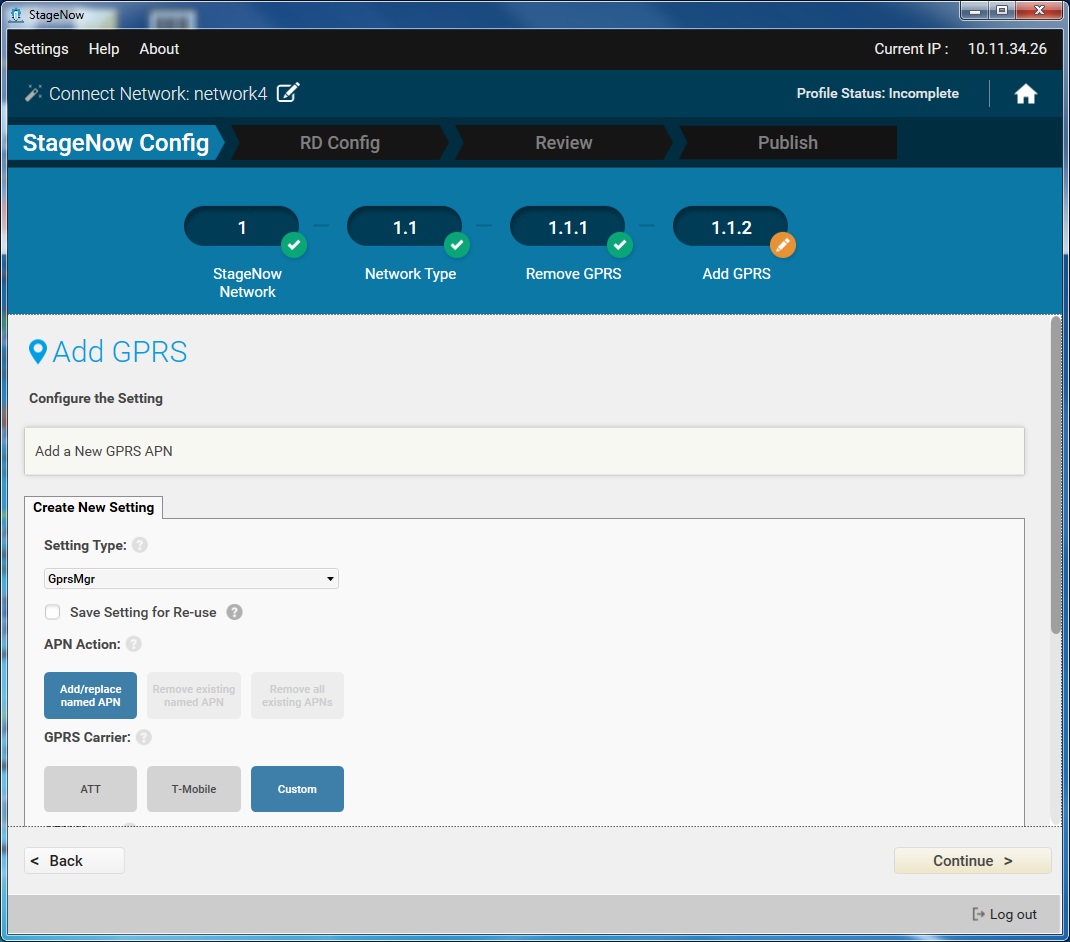 StageNow
Settings Help About Current IP : 10.11.34.26
Connect Network: network4 Profile Status: Incomplete
StageNow Config RD Config Review Publish
1 1.1 1.1.1 1.1.2
StageNow Network Network Type Remove GPRS Add GPRS
Add GPRS
Configure the Setting
Add a New GPRS APN
Create New Setting
Setting Type: ?
GprsMgr
Save Setting for Re-use ?
APN Action: ?
Add/replace named APN Remove existing named APN Remove all existing APNs
GPRS Carrier: ?
ATT T-Mobile Custom
< Back Continue >
Log out